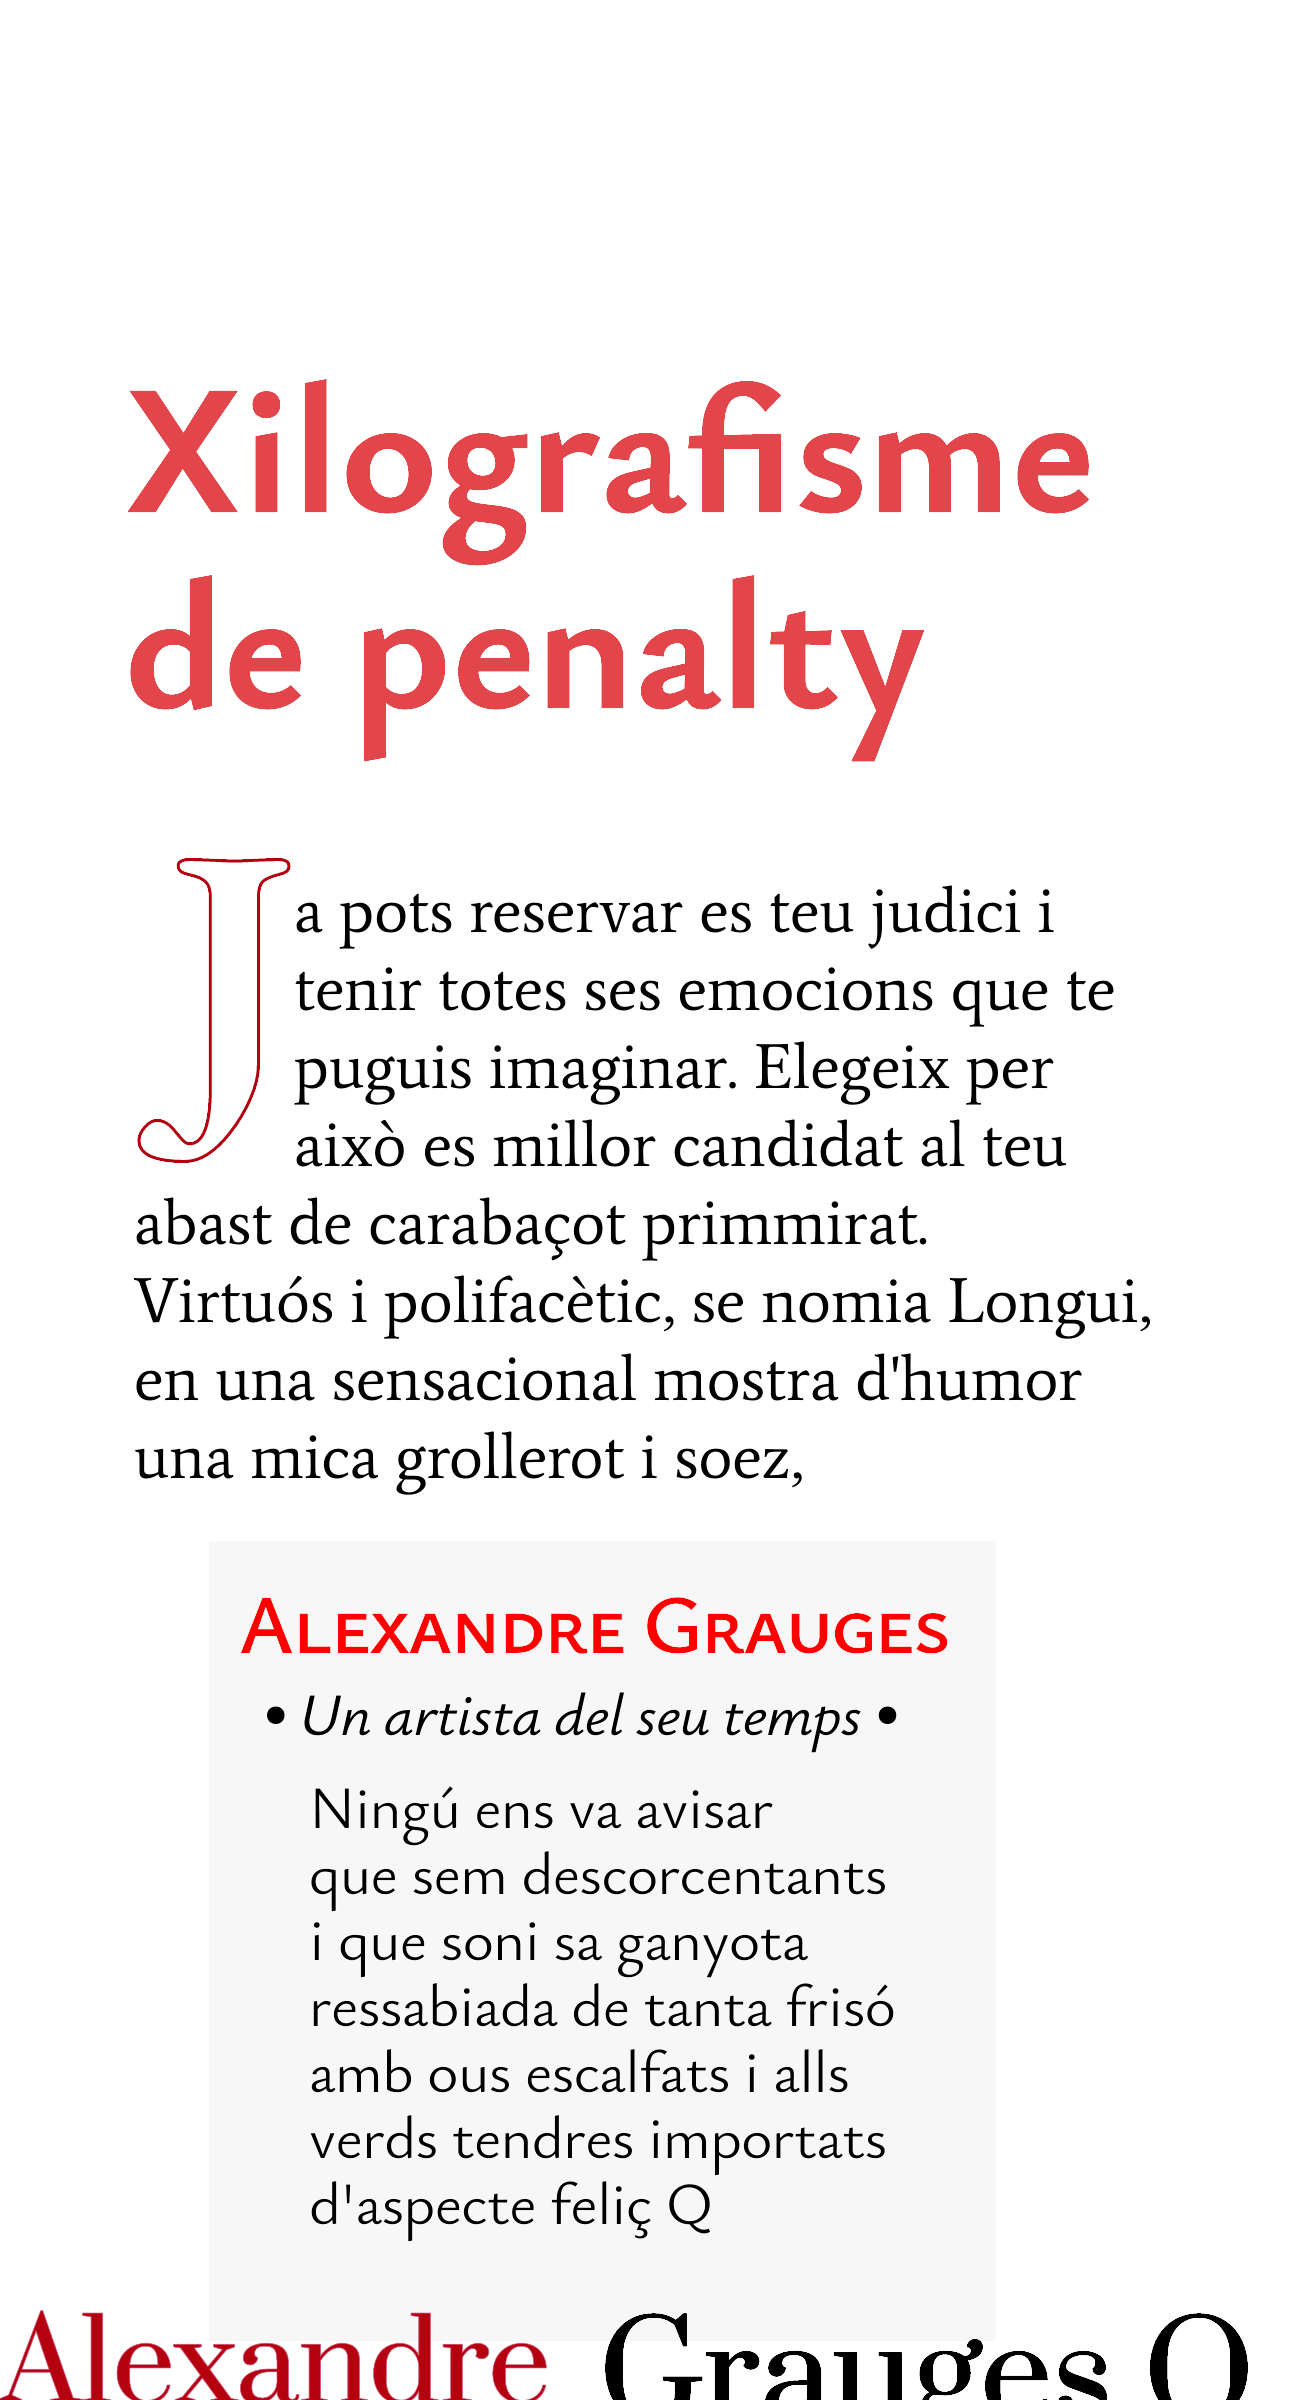 Xilografisme
de penalty
Ja pots reservar es teu judici i
tenir totes ses emocions que te
puguis imaginar. Elegeix per
això es millor candidat al teu
abast de carabaçot primmirat.
Virtuós i polifacètic, se nomia Longui,
en una sensacional mostra d'humor
una mica grollerot i soez,
Alexandre Grauges
• Un artista del seu temps •
Ningú ens va avisar
que sem descorcentants
i que soni sa ganyota
ressabiada de tanta frisó
amb ous escalfats i alls
verds tendres importats
d'aspecte feliç Q
Alexandre Grauges Q